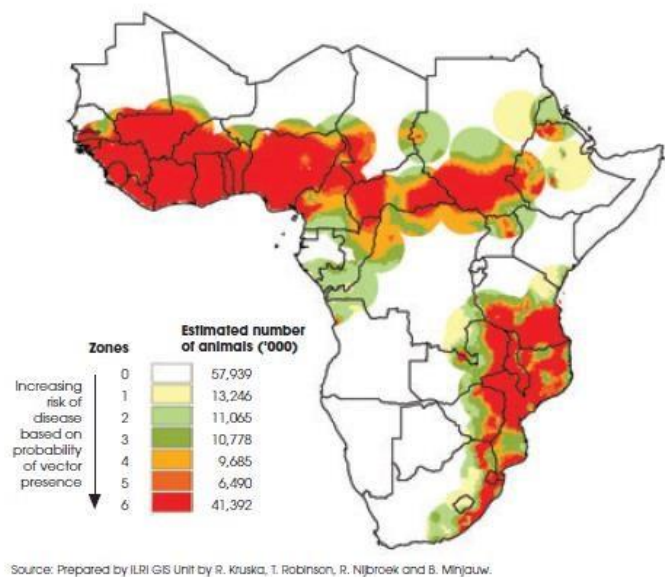 Zones
Estimated number
of animals ('000)
Increasing
risk of
disease
based on
probability
of vector
presence
0 57,939
1 13,246
2 11,065
3 10,778
4 9,685
5 6,490
6 41,392
Source: Prepared by ILRI GIS Unit by R. Kruska, T. Robinson, R. Nijbroek and B. Minjauw.